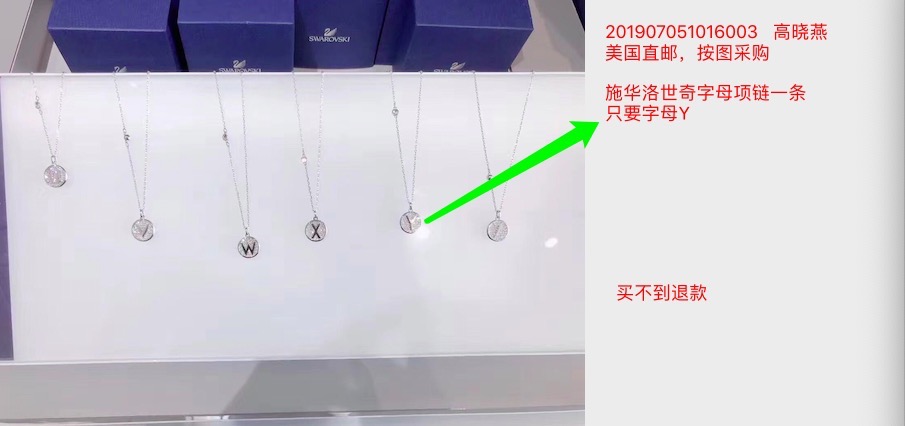 SWAROVSKI
SWAROVSKI
W
X
Y
201907051016003 高晓燕
美国直邮，按图采购
施华洛世奇字母项链一条
只要字母Y
买不到退款